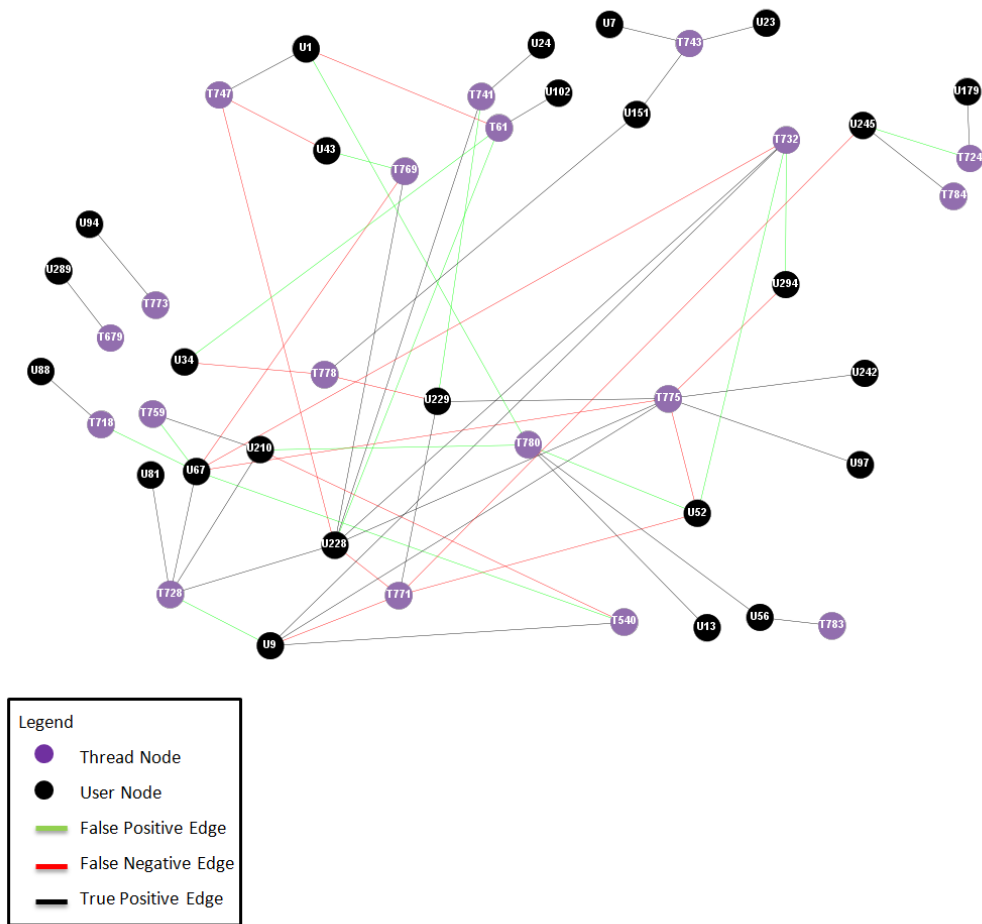 U7
U23
U24
U1
T743
T747
T741
U102
U179
U151
U245
T61
T732
U43
T724
T769
T784
U94
U289
U294
T773
T679
U34
U88
T778
U242
U229
T775
T759
T718
U210
T780
U97
U67
U81
U52
U228
T728
T771
U56
T540
U13
T783
U9
Legend
Thread Node
User Node
False Positive Edge
False Negative Edge
True Positive Edge